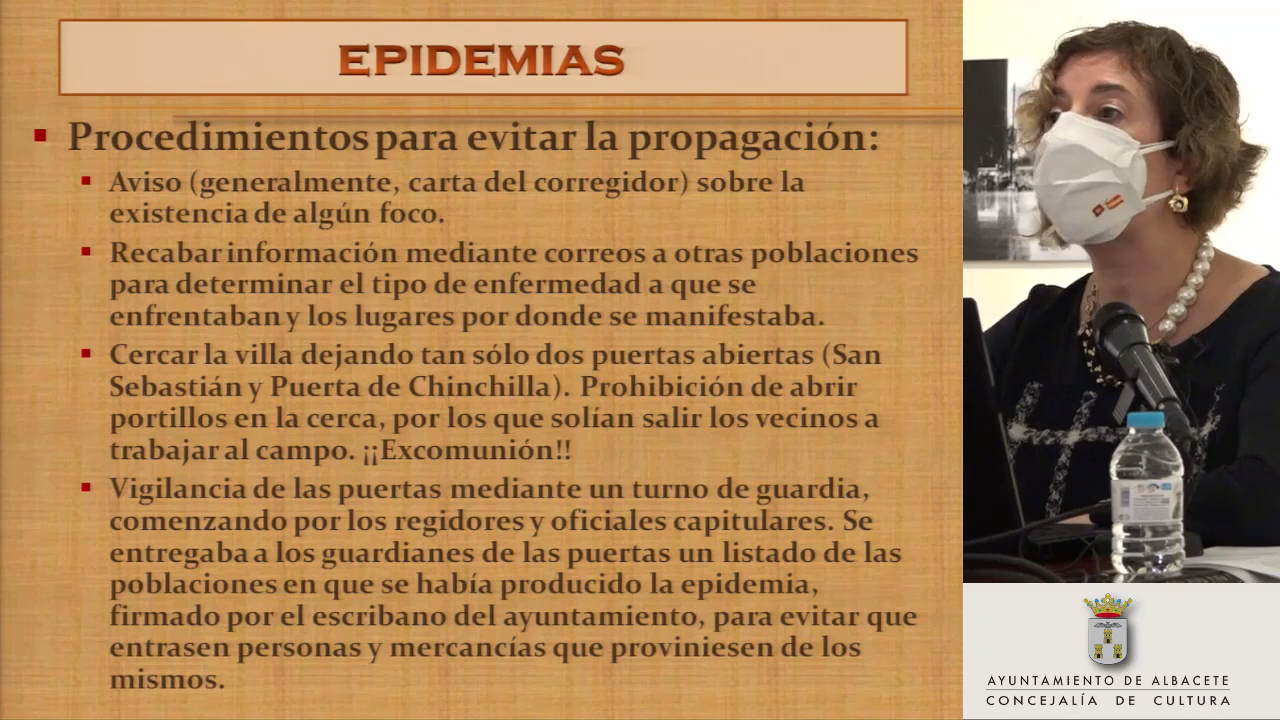 EPIDEMIAS
Procedimientos para evitar la propagación:
Aviso (generalmente, carta del corregidor) sobre la
existencia de algún foco.
Recabar información mediante correos a otras poblaciones
para determinar el tipo de enfermedad a que se
enfrentaban y los lugares por donde se manifestaba.
Cercar la villa dejando tan sólo dos puertas abiertas (San
Sebastián y Puerta de Chinchilla). Prohibición de abrir
portillos en la cerca, por los que solían salir los vecinos a
trabajar al campo. ¡¡Excomunión!!
Vigilancia de las puertas mediante un turno de guardia,
comenzando por los regidores y oficiales capitulares. Se
entregaba a los guardianes de las puertas un listado de las
poblaciones en que se había producido la epidemia,
firmado por el escribano del ayuntamiento, para evitar que
entrasen personas y mercancías que proviniesen de los
mismos.
AYUNTAMIENTO DE ALBACETE
CONCEJALÍA DE CULTURA